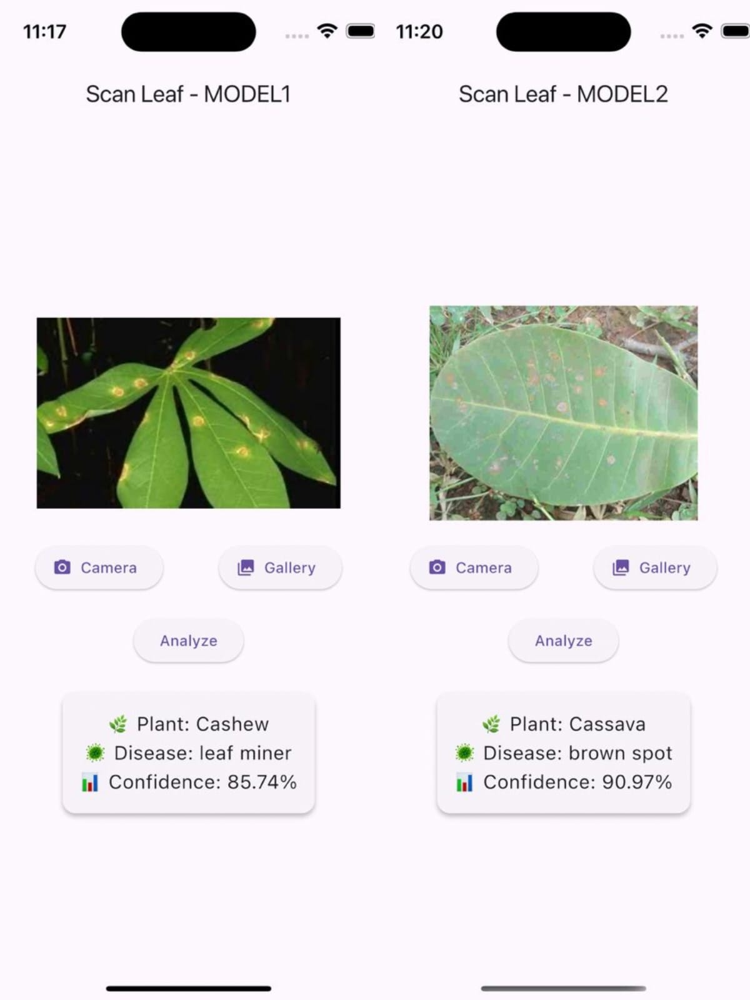 11:17
Scan Leaf - MODEL1
Camera
Gallery
Analyze
🌿 Plant: Cashew
🦠 Disease: leaf miner
📊 Confidence: 85.74%
11:20
Scan Leaf - MODEL2
Camera
Gallery
Analyze
🌿 Plant: Cassava
🦠 Disease: brown spot
📊 Confidence: 90.97%